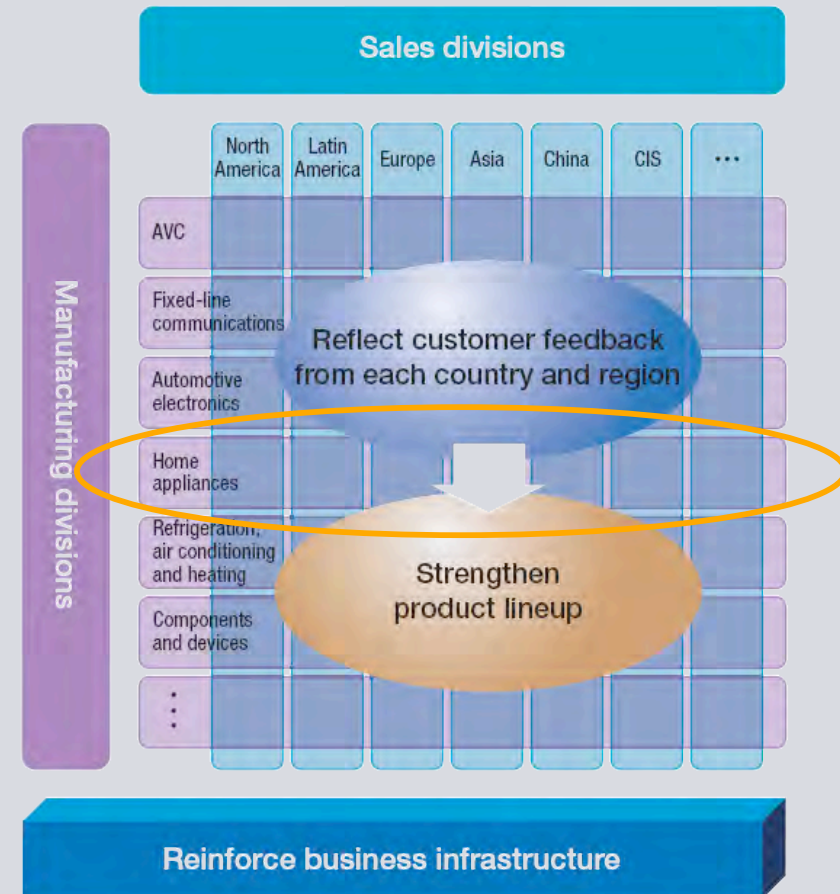 Sales divisions
Manufacturing divisions
North
America
Latin
America
Europe
Asia
China
CIS
...
AVC
Fixed-line
communications
Automotive
electronics
Home
appliances
Refrigeration,
air conditioning
and heating
Components
and devices
⋮
Reflect customer feedback
from each country and region
Strengthen
product lineup
Reinforce business infrastructure